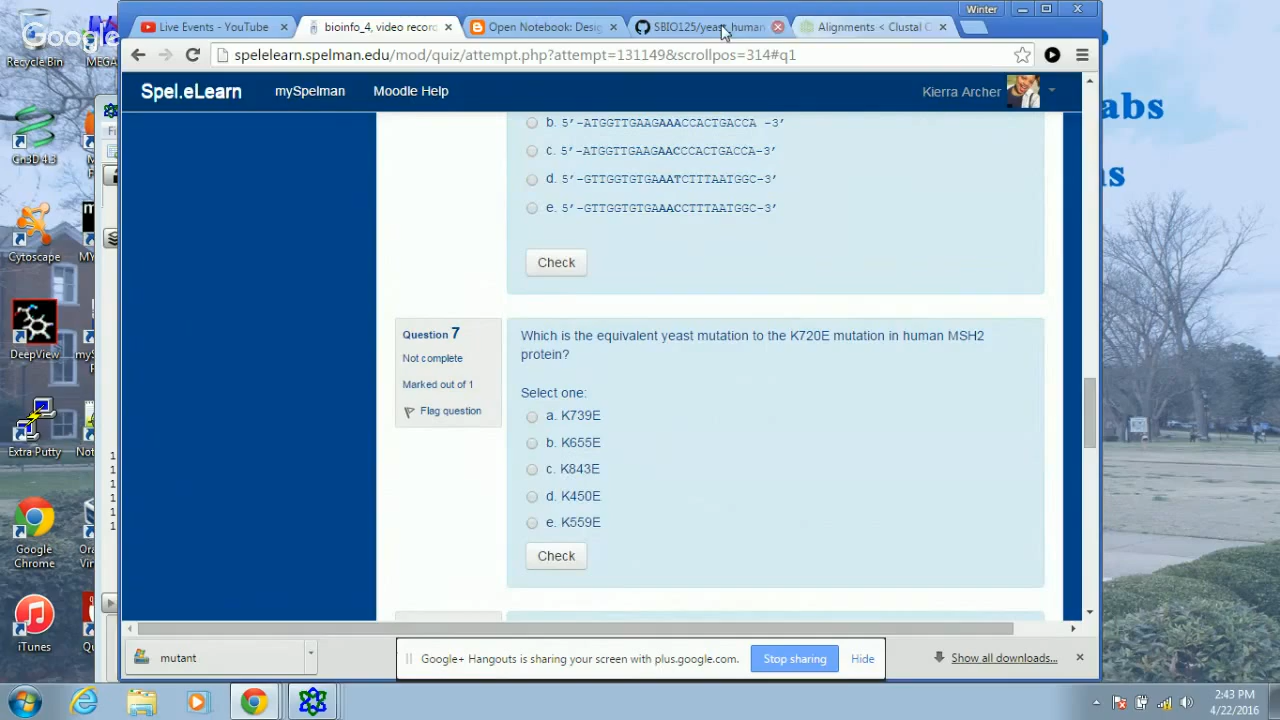 Winter
Live Events - YouTube
bioinfo_4, video record
Open Notebook: Desig
SBIO125/yeast_human
Alignments < Clustal C
Google
Recycle Bin
MEGA
spelelearn.spelman.edu/mod/quiz/attempt.php?attempt=131149&scrollpos=314#q1
Spel.eLearn
mySpelman
Moodle Help
Kierra Archer
abs
ns
Cn3D 4.3
Cytoscape
DeepView
Extra Putty
Google
Chrome
iTunes
b. 5’-ATGGTTGAAGAAACCACTGACCA -3’
c. 5’-ATGGTTGAAGAACCCACTGACCA-3’
d. 5’-GTTGGTGTGAAATCTTTAATGGC-3’
e. 5’-GTTGGTGTGAAACCTTTAATGGC-3’
Check
Question 7
Not complete
Marked out of 1
Flag question
Which is the equivalent yeast mutation to the K720E mutation in human MSH2
protein?
Select one:
a. K739E
b. K655E
c. K843E
d. K450E
e. K559E
Check
mutant
Google+ Hangouts is sharing your screen with plus.google.com.
Stop sharing
Hide
Show all downloads...
2:43 PM
4/22/2016